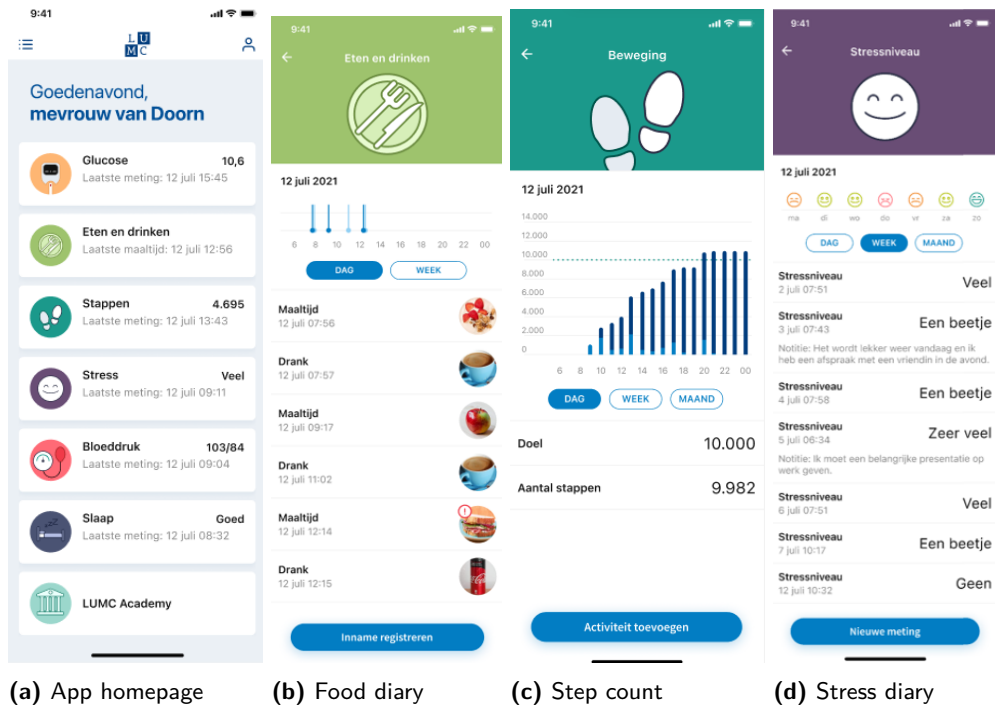 9:41
L U
M C
Goedenavond,
mevrouw van Doorn
Glucose 10,6
Laatste meting: 12 juli 15:45
Eten en drinken
Laatste maaltijd: 12 juli 12:56
Stappen 4.695
Laatste meting: 12 juli 13:43
Stress Veel
Laatste meting: 12 juli 09:11
Bloeddruk 103/84
Laatste meting: 12 juli 09:04
Slaap Goed
Laatste meting: 12 juli 08:32
LUMC Academy
(a) App homepage
9:41
Eten en drinken
12 juli 2021
6 8 10 12 14 16 18 20 22 00
DAG WEEK
Maaltijd
12 juli 07:56
Drank
12 juli 07:57
Maaltijd
12 juli 09:17
Drank
12 juli 11:02
Maaltijd
12 juli 12:14
Drank
12 juli 12:15
Inname registreren
(b) Food diary
9:41
Beweging
12 juli 2021
14.000
12.000
10.000
8.000
6.000
4.000
2.000
0
6 8 10 12 14 16 18 20 22 00
DAG WEEK MAAND
Doel 10.000
Aantal stappen 9.982
Activiteit toevoegen
(c) Step count
9:41
Stressniveau
12 juli 2021
ma di wo do vr za zo
DAG WEEK MAAND
Stressniveau
2 juli 07:51 Veel
Stressniveau
3 juli 07:43 Een beetje
Notitie: Het wordt lekker weer vandaag en ik
heb een afspraak met een vriendin in de avond.
Stressniveau
4 juli 07:58 Een beetje
Stressniveau
5 juli 06:34 Zeer veel
Notitie: Ik moet een belangrijke presentatie op
werk geven.
Stressniveau
6 juli 07:51 Veel
Stressniveau
7 juli 10:17 Een beetje
Stressniveau
12 juli 10:32 Geen
Nieuwe meting
(d) Stress diary